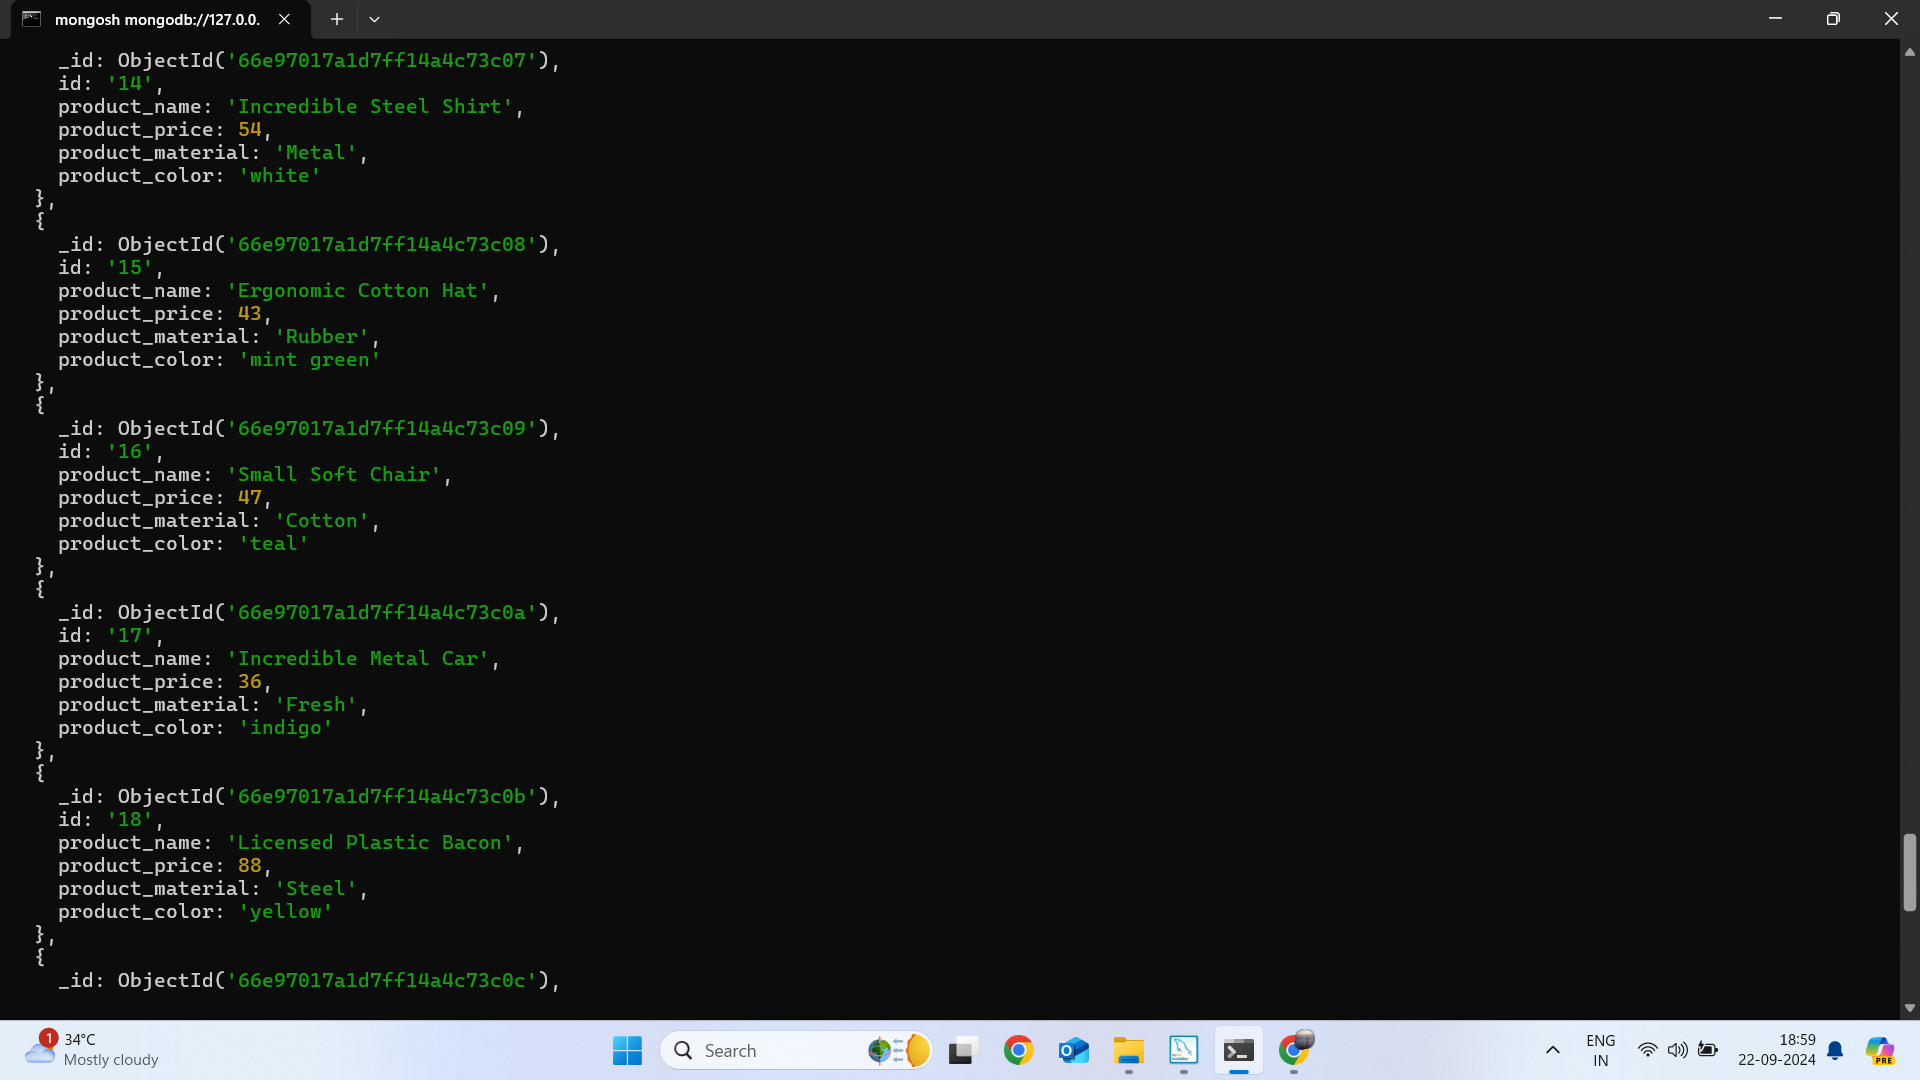 mongosh mongodb://127.0.0.
_id: ObjectId('66e97017a1d7ff14a4c73c07'),
id: '14',
product_name: 'Incredible Steel Shirt',
product_price: 54,
product_material: 'Metal',
product_color: 'white'
},
{
_id: ObjectId('66e97017a1d7ff14a4c73c08'),
id: '15',
product_name: 'Ergonomic Cotton Hat',
product_price: 43,
product_material: 'Rubber',
product_color: 'mint green'
},
{
_id: ObjectId('66e97017a1d7ff14a4c73c09'),
id: '16',
product_name: 'Small Soft Chair',
product_price: 47,
product_material: 'Cotton',
product_color: 'teal'
},
{
_id: ObjectId('66e97017a1d7ff14a4c73c0a'),
id: '17',
product_name: 'Incredible Metal Car',
product_price: 36,
product_material: 'Fresh',
product_color: 'indigo'
},
{
_id: ObjectId('66e97017a1d7ff14a4c73c0b'),
id: '18',
product_name: 'Licensed Plastic Bacon',
product_price: 88,
product_material: 'Steel',
product_color: 'yellow'
},
{
_id: ObjectId('66e97017a1d7ff14a4c73c0c'),
1
34°C
Mostly cloudy
Search
ENG
IN
18:59
22-09-2024
PRE